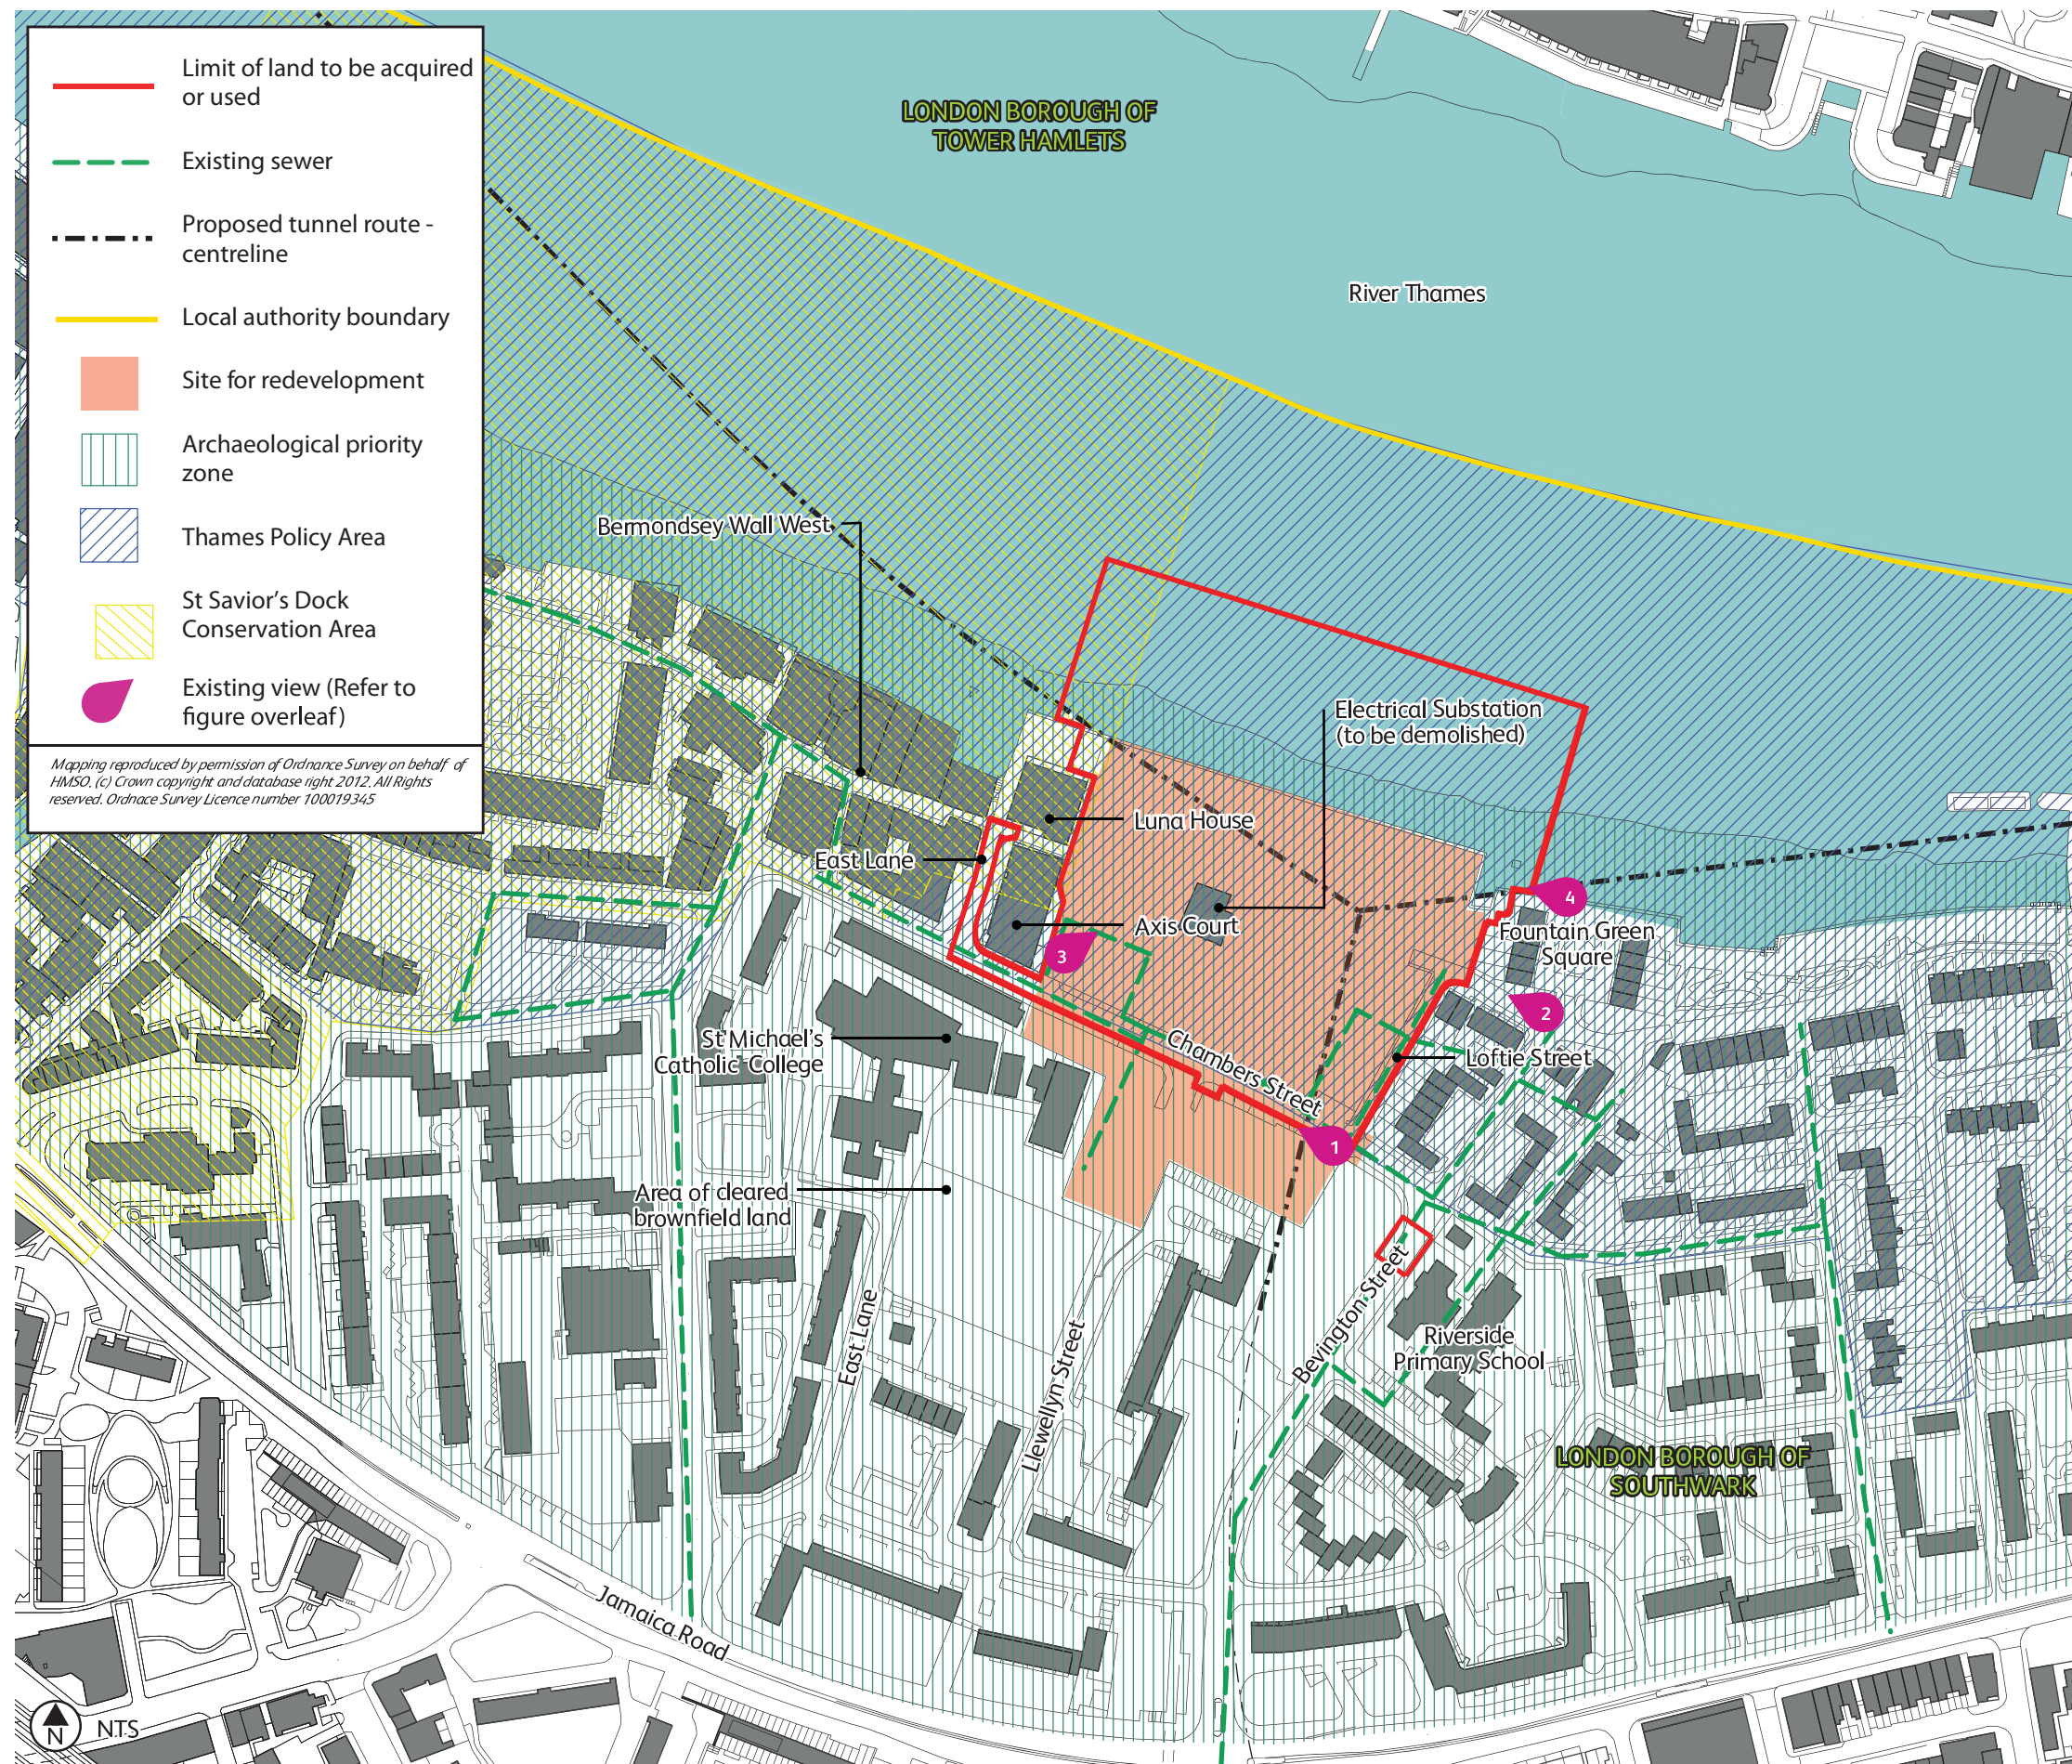 Limit of land to be acquired
or used
Existing sewer
Proposed tunnel route -
centreline
Local authority boundary
Site for redevelopment
Archaeological priority
zone
Thames Policy Area
St Savior's Dock
Conservation Area
Existing view (Refer to
figure overleaf)
Mapping reproduced by permission of Ordnance Survey on behalf of
HMSO. (c) Crown copyright and database right 2012. All Rights
reserved. Ordnace Survey Licence number 100019345
LONDON BOROUGH OF
TOWER HAMLETS
River Thames
Bermondsey Wall West
Electrical Substation
(to be demolished)
Luna House
East Lane
Axis Court
4
Fountain Green
Square
3
2
St Michael's
Catholic College
Chambers Street
Loftie Street
1
Area of cleared
brownfield land
East Lane
Llewellyn Street
Bevington Street
Riverside
Primary School
LONDON BOROUGH OF
SOUTHWARK
Jamaica Road
N
NTS